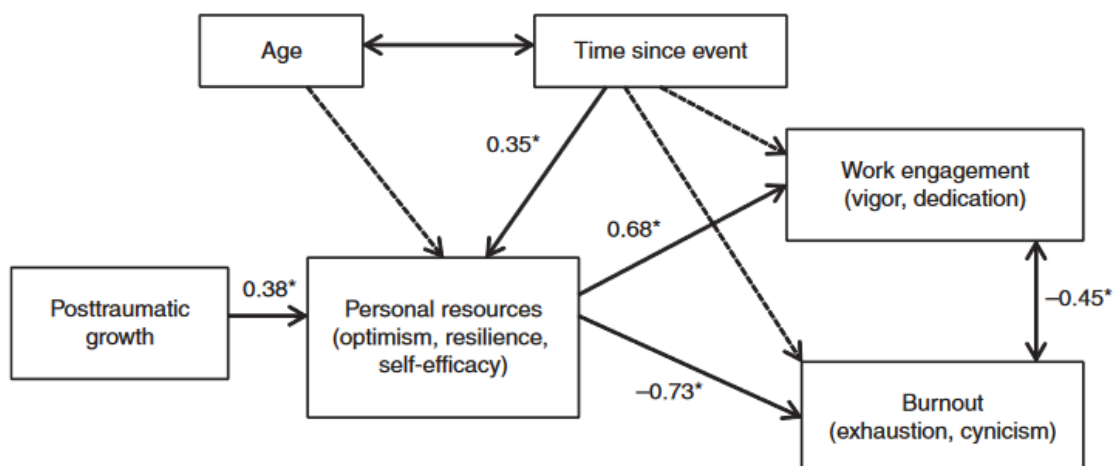 Age
Time since event
0.35*
Work engagement
(vigor, dedication)
0.68*
Posttraumatic
growth
0.38*
Personal resources
(optimism, resilience,
self-efficacy)
–0.45*
–0.73*
Burnout
(exhaustion, cynicism)